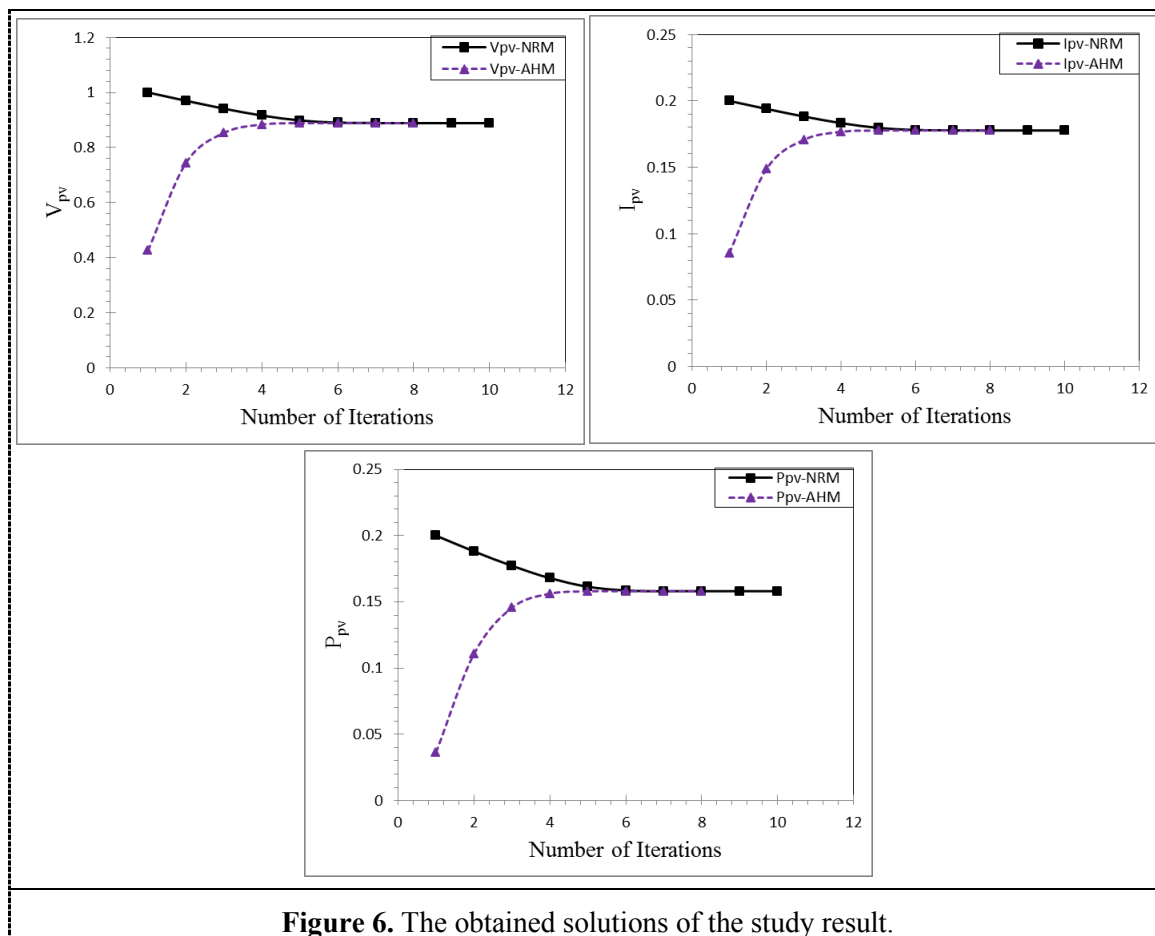 1.2
1
0.8
0.6
0.4
0.2
0
V_pv
0 2 4 6 8 10 12
Number of Iterations
Vpv-NRM
Vpv-AHM
0.25
0.2
0.15
0.1
0.05
0
I_pv
0 2 4 6 8 10 12
Number of Iterations
Ipv-NRM
Ipv-AHM
0.25
0.2
0.15
0.1
0.05
0
P_pv
0 2 4 6 8 10 12
Number of Iterations
Ppv-NRM
Ppv-AHM
Figure 6. The obtained solutions of the study result.